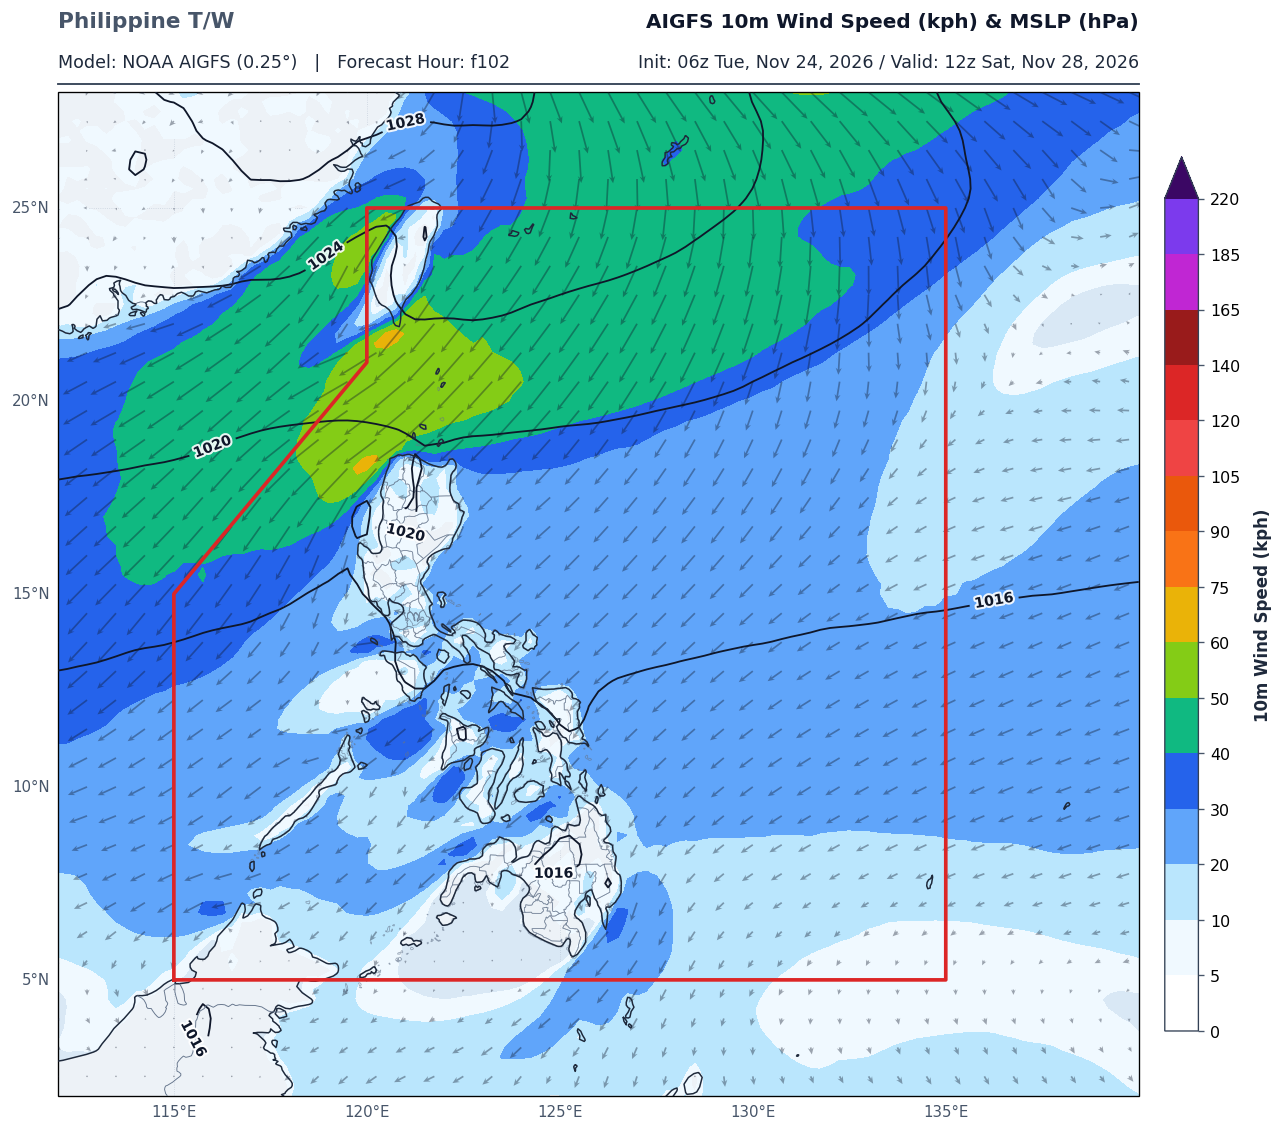 Philippine T/W
AIGFS 10m Wind Speed (kph) & MSLP (hPa)
Model: NOAA AIGFS (0.25°)   |   Forecast Hour: f102
Init: 06z Tue, Nov 24, 2026 / Valid: 12z Sat, Nov 28, 2026
1028
1024
1020
1020
1016
1016
1016
25°N
20°N
15°N
10°N
5°N
115°E
120°E
125°E
130°E
135°E
220
185
165
140
120
105
90
75
60
50
40
30
20
10
5
0
10m Wind Speed (kph)